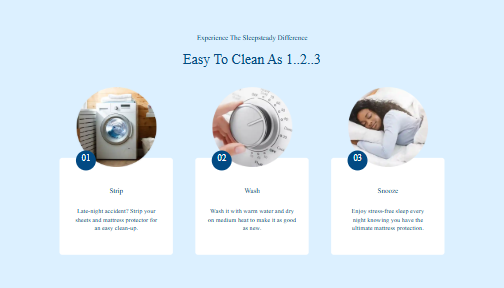 Experience The Sleepsteady Difference
Easy To Clean As 1..2..3
01
02
03
Strip
Late-night accident? Strip your
sheets and mattress protector for
an easy clean-up.
Wash
Wash it with warm water and dry
on medium heat to make it as good
as new.
Snooze
Enjoy stress-free sleep every
night knowing you have the
ultimate mattress protection.